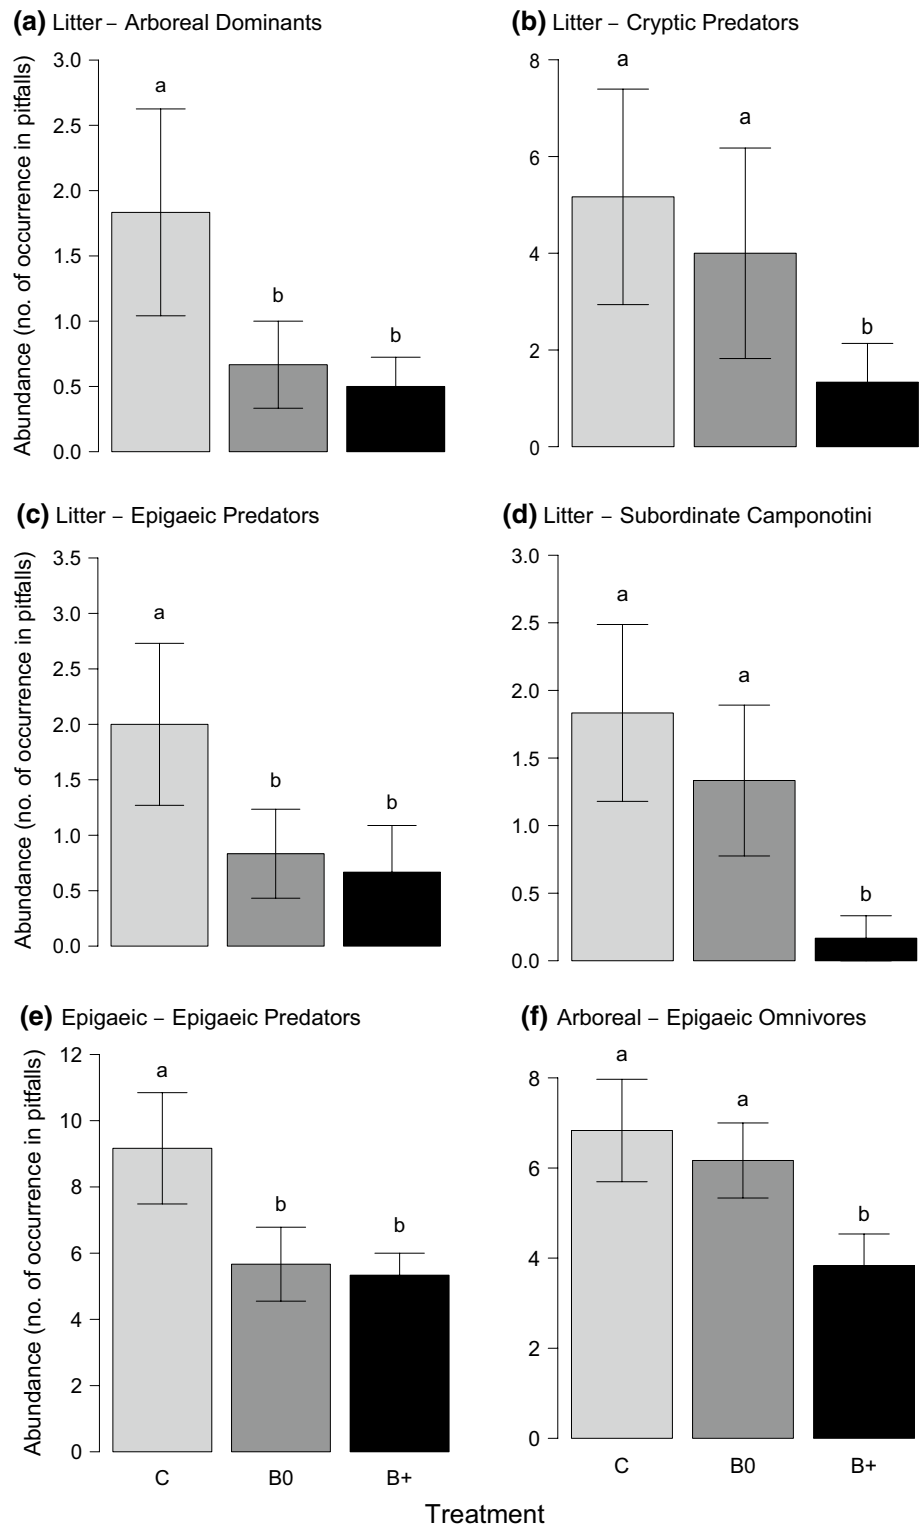 (a) Litter – Arboreal Dominants
Abundance (no. of occurrence in pitfalls)
3.0
2.5
2.0
1.5
1.0
0.5
0.0
a
b
b
(b) Litter – Cryptic Predators
8
6
4
2
0
a
a
b
(c) Litter – Epigaeic Predators
Abundance (no. of occurrence in pitfalls)
3.5
3.0
2.5
2.0
1.5
1.0
0.5
0.0
a
b
b
(d) Litter – Subordinate Camponotini
3.0
2.5
2.0
1.5
1.0
0.5
0.0
a
a
b
(e) Epigaeic – Epigaeic Predators
Abundance (no. of occurrence in pitfalls)
12
10
8
6
4
2
0
a
b
b
C B0 B+
(f) Arboreal – Epigaeic Omnivores
8
6
4
2
0
a
a
b
C B0 B+
Treatment